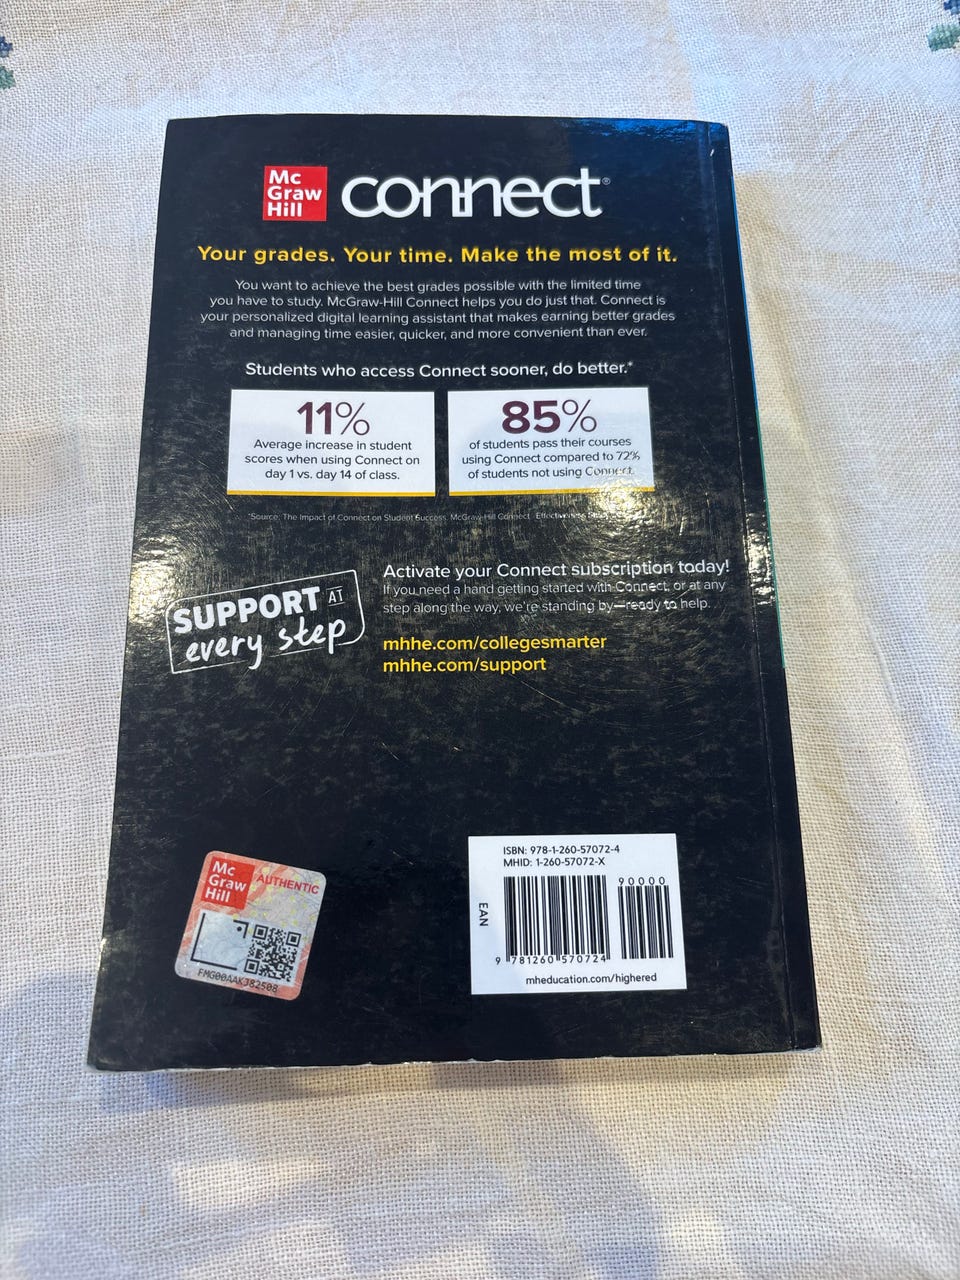 Mc
Graw
Hill
connect®
Your grades. Your time. Make the most of it.
You want to achieve the best grades possible with the limited time
you have to study. McGraw-Hill Connect helps you do just that. Connect is
your personalized digital learning assistant that makes earning better grades
and managing time easier, quicker, and more convenient than ever.
Students who access Connect sooner, do better.*
11%
Average increase in student
scores when using Connect on
day 1 vs. day 14 of class.
85%
of students pass their courses
using Connect compared to 72%
of students not using Connect.
*Source: The Impact of Connect on Student Success, McGraw-Hill Connect Effectiveness
SUPPORT AT
every step
Activate your Connect subscription today!
If you need a hand getting started with Connect, or at any
step along the way, we're standing by—ready to help.
mhhe.com/collegesmarter
mhhe.com/support
Mc
Graw
Hill
AUTHENTIC
FMG00AAK382508
ISBN: 978-1-260-57072-4
MHID: 1-260-57072-X
90000
EAN
9 781260 570724
mheducation.com/highered